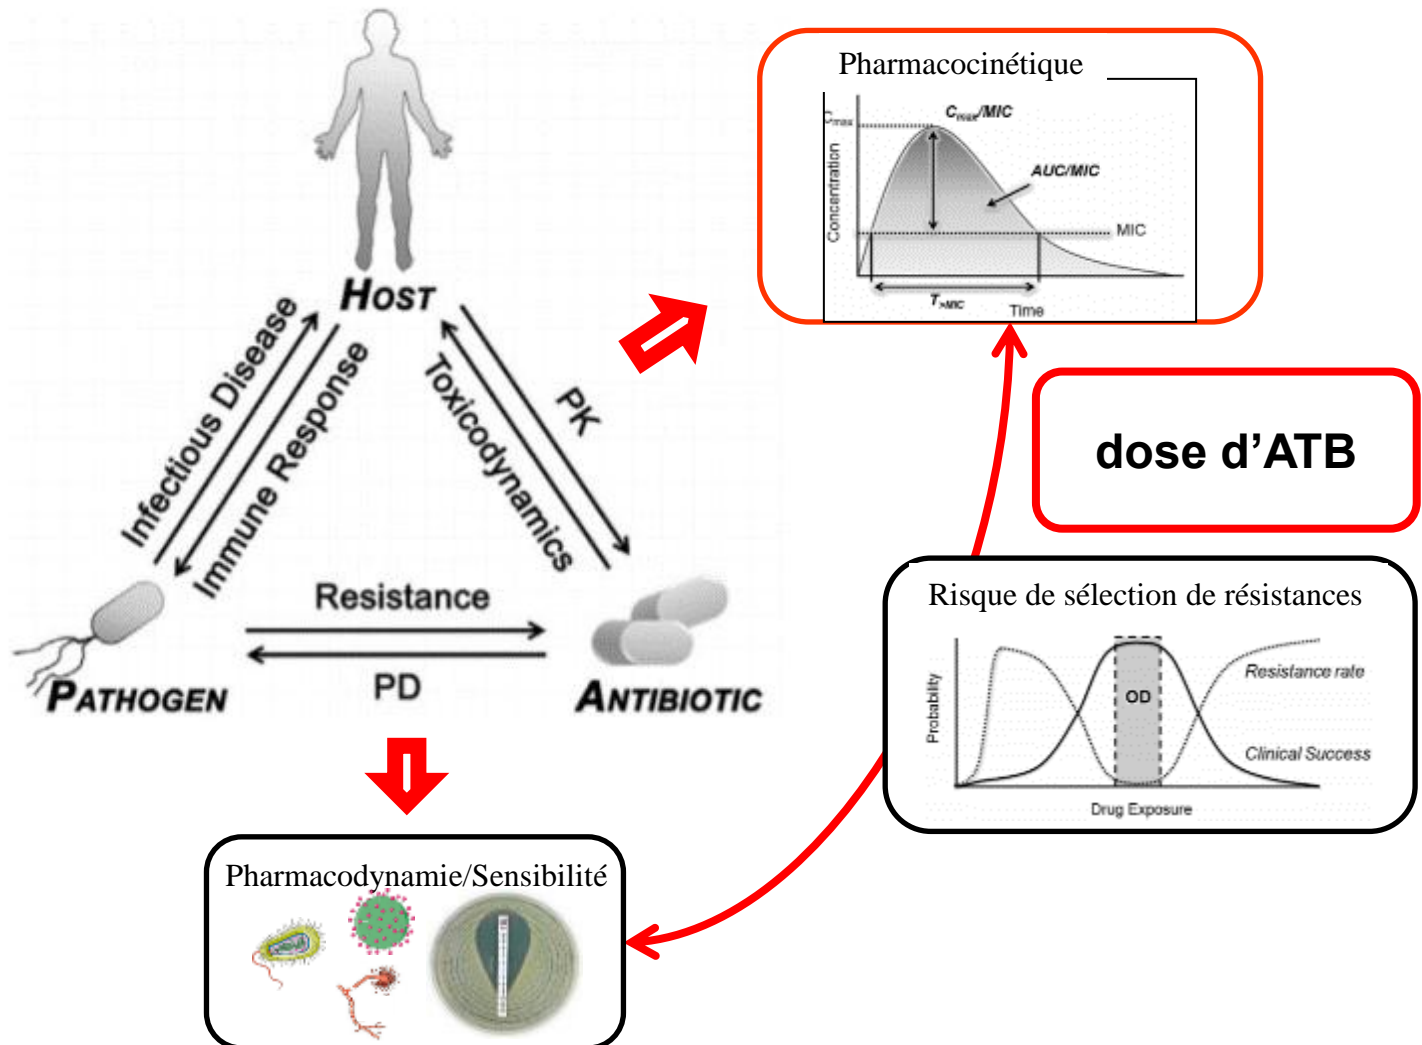 Pharmacocinétique
Cmax
Cmax/MIC
AUC/MIC
MIC
Concentration
T>MIC
Time
HOST
Infectious Disease
Immune Response
Toxicodynamics
PK
dose d’ATB
Resistance
PD
PATHOGEN
ANTIBIOTIC
Risque de sélection de résistances
Resistance rate
OD
Probability
Clinical Success
Drug Exposure
Pharmacodynamie/Sensibilité